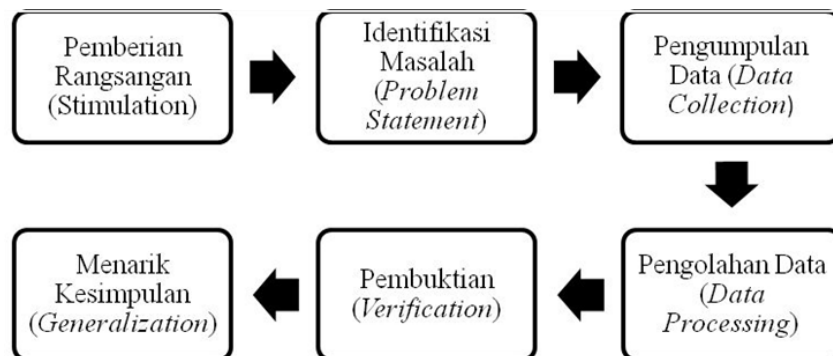 Pemberian
Rangsangan
(Stimulation)
Identifikasi
Masalah
(Problem
Statement)
Pengumpulan
Data (Data
Collection)
Pengolahan Data
(Data
Processing)
Pembuktian
(Verification)
Menarik
Kesimpulan
(Generalization)